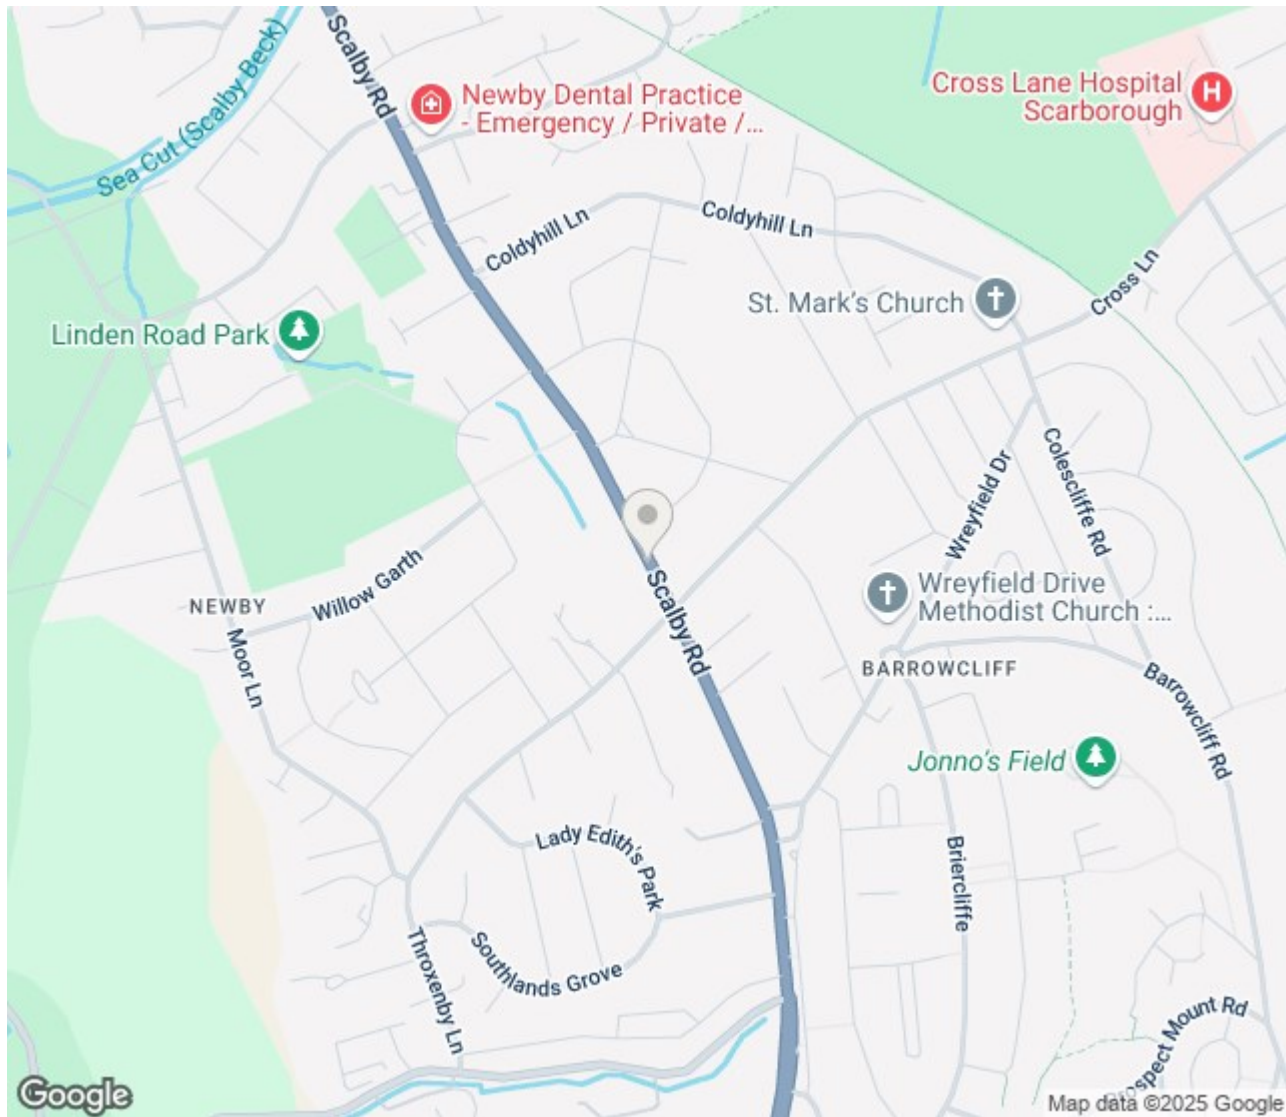 Scalby Rd
Newby Dental Practice
- Emergency / Private /...
Cross Lane Hospital
Scarborough
Sea Cut (Scalby Beck)
Coldyhill Ln
Coldyhill Ln
St. Mark's Church
Cross Ln
Linden Road Park
Colescliffe Rd
Wreyfield Dr
Willow Garth
NEWBY
Moor Ln
Scalby Rd
Wreyfield Drive
Methodist Church :...
BARROWCLIFF
Barrowcliff Rd
Jonno's Field
Lady Edith's Park
Briercliffe
Southlands Grove
Throxenby Ln
Prospect Mount Rd
Google
Map data ©2025 Google